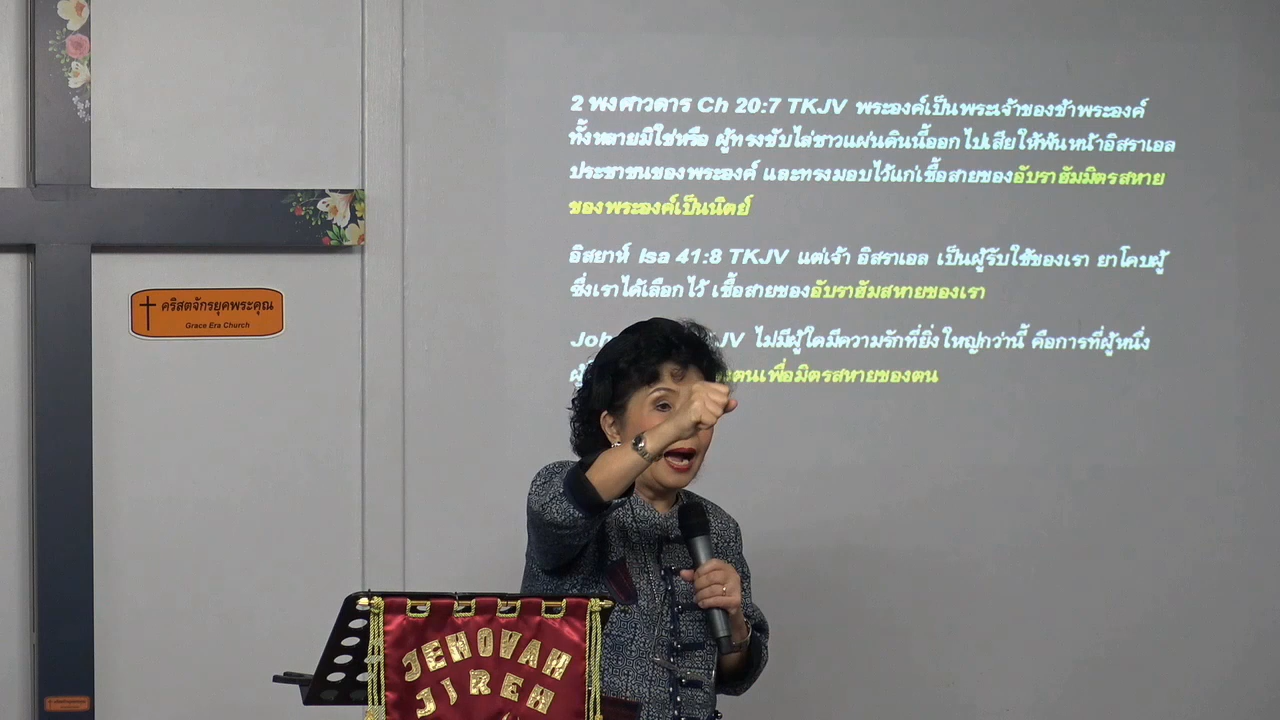 2 พงศาวดาร Ch 20:7 TKJV พระองค์เป็นพระเจ้าของข้าพระองค์
ทั้งหลายมิใช่หรือ ผู้ทรงขับไล่ชาวแผ่นดินนี้ออกไปเสียให้พ้นหน้าอิสราเอล
ประชาชนของพระองค์ และทรงมอบไว้แก่เชื้อสายของอับราฮัมมิตรสหาย
ของพระองค์เป็นนิตย์
อิสยาห์ Isa 41:8 TKJV แต่เจ้า อิสราเอล เป็นผู้รับใช้ของเรา ยาโคบผู้
ซึ่งเราได้เลือกไว้ เชื้อสายของอับราฮัมสหายของเรา
ไม่มีผู้ใดมีความรักที่ยิ่งใหญ่กว่านี้ คือการที่ผู้หนึ่ง
ตนเพื่อมิตรสหายของตน
คริสตจักรยุคพระคุณ
Grace Era Church
JEHOVAH
JIREH